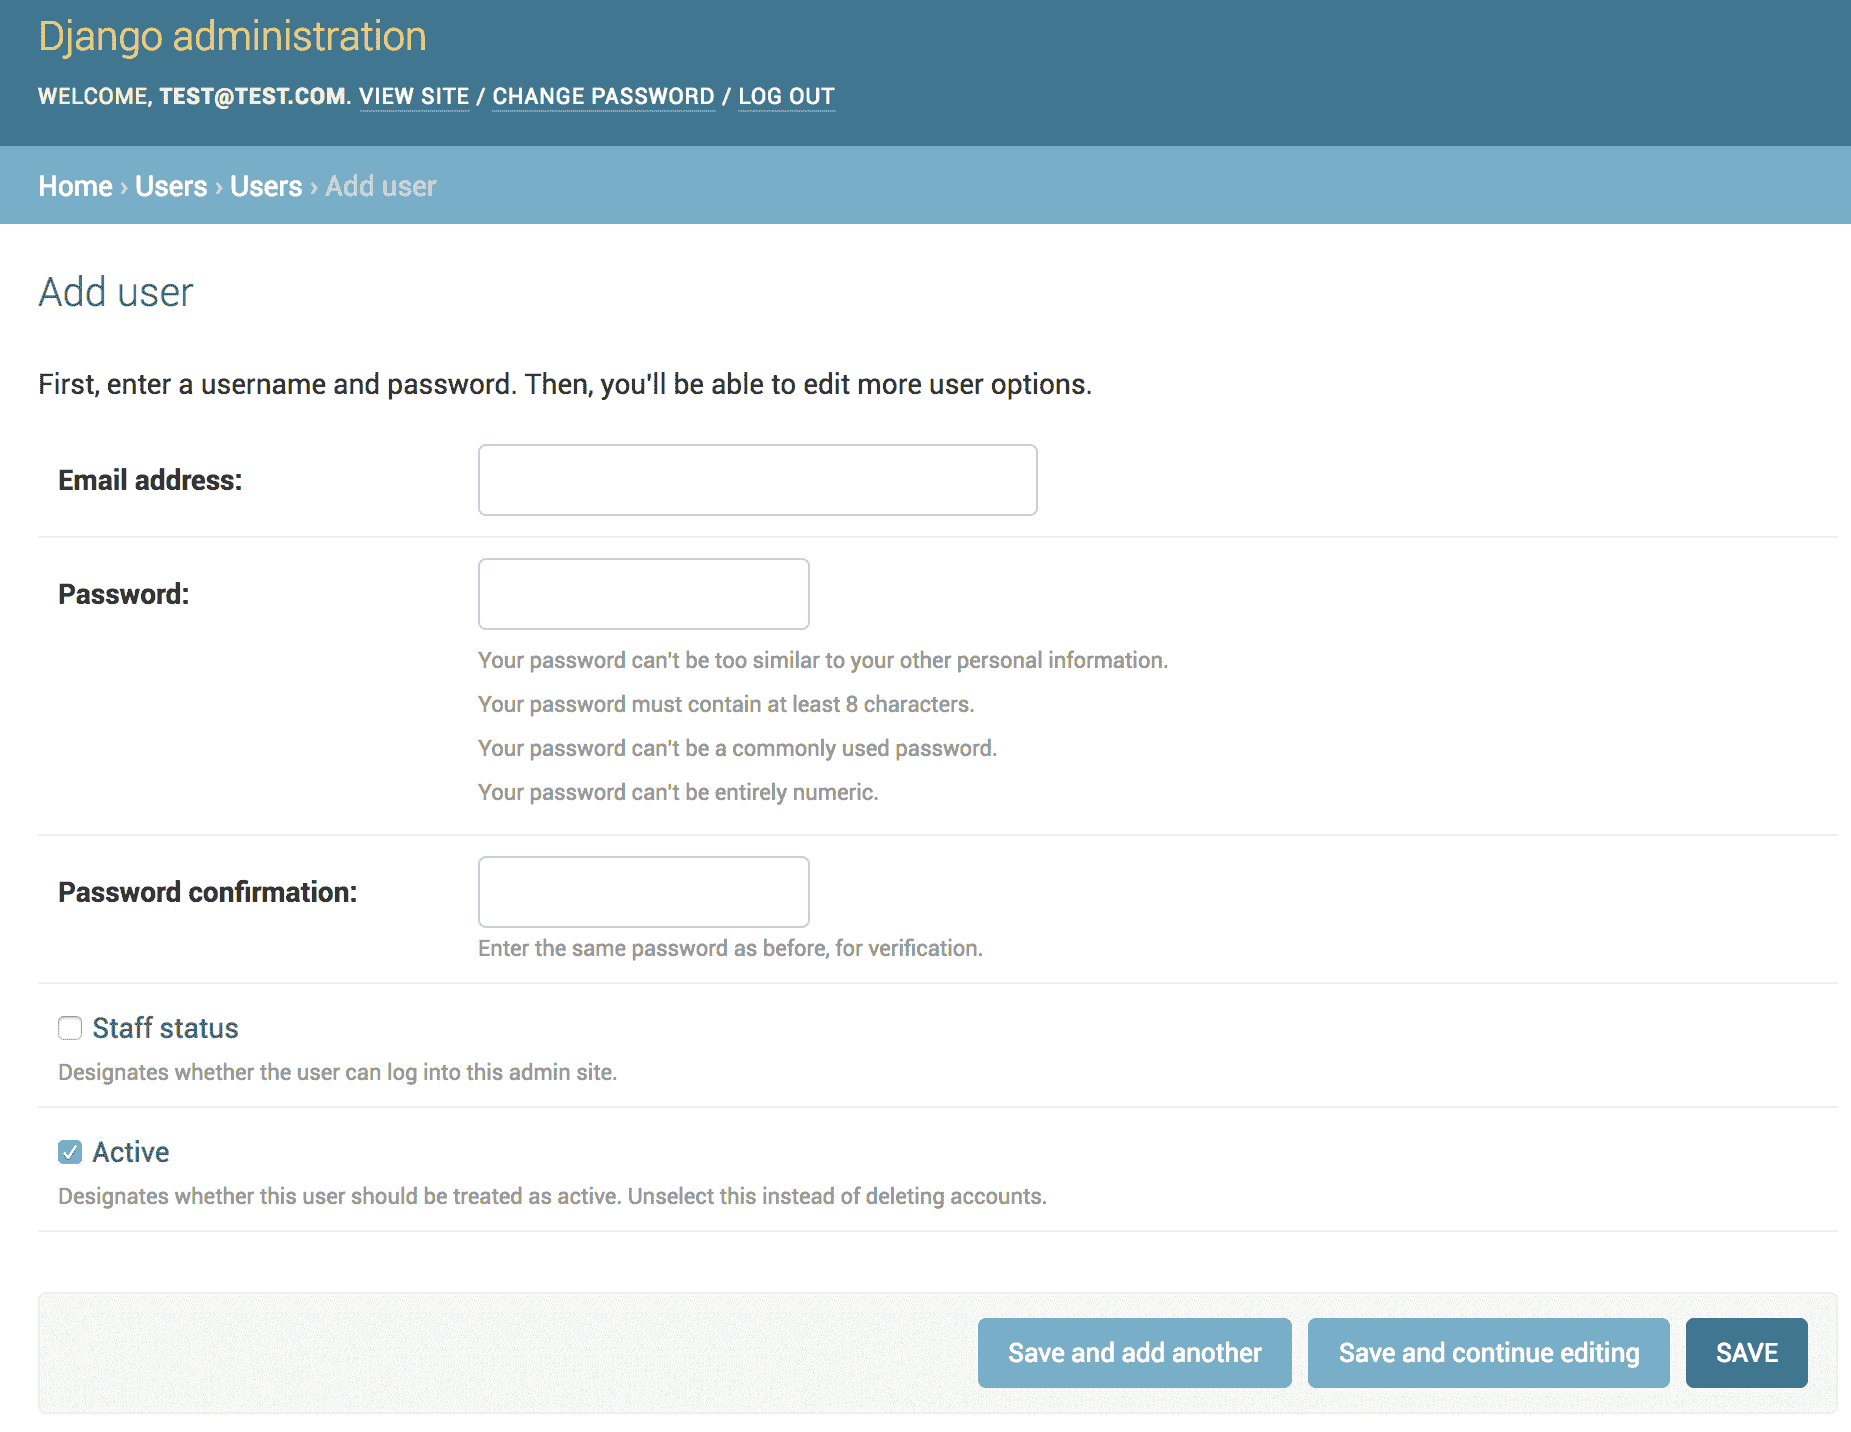 Django administration
WELCOME, TEST@TEST.COM. VIEW SITE / CHANGE PASSWORD / LOG OUT
Home › Users › Users › Add user
Add user
First, enter a username and password. Then, you'll be able to edit more user options.
Email address:
Password:
Your password can't be too similar to your other personal information.
Your password must contain at least 8 characters.
Your password can't be a commonly used password.
Your password can't be entirely numeric.
Password confirmation:
Enter the same password as before, for verification.
Staff status
Designates whether the user can log into this admin site.
Active
Designates whether this user should be treated as active. Unselect this instead of deleting accounts.
Save and add another Save and continue editing SAVE